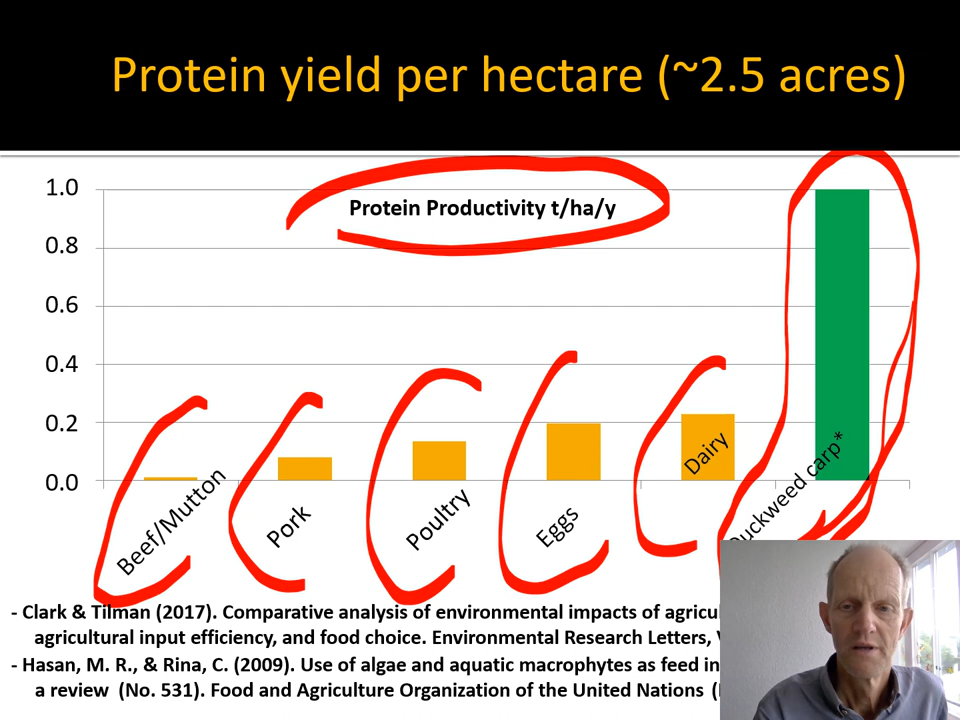 Protein yield per hectare (~2.5 acres)
Protein Productivity t/ha/y
1.0
0.8
0.6
0.4
0.2
0.0
Beef/Mutton
Pork
Poultry
Eggs
Dairy
Duckweed carp*
- Clark & Tilman (2017). Comparative analysis of environmental impacts of
agricultural input efficiency, and food choice. Environmental Research Letters,
- Hasan, M. R., & Rina, C. (2009). Use of algae and aquatic macrophytes as feed in
a review (No. 531). Food and Agriculture Organization of the United Nations